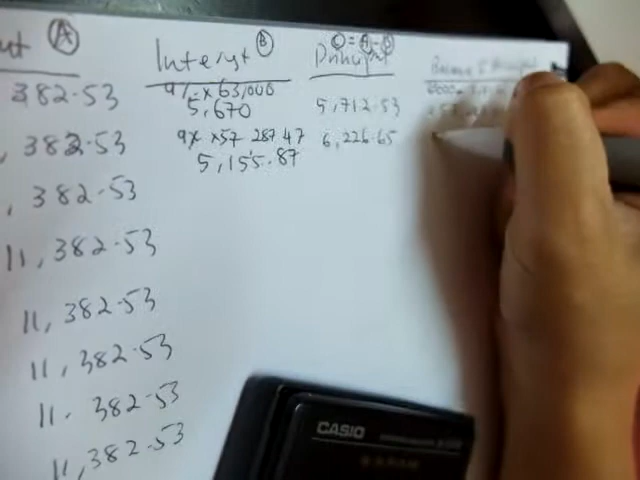 Ⓐ
Interest Ⓑ
Ⓒ = Ⓐ - Ⓑ
382.53
9% x 63,000
5,670
5,712.53
, 382.53
9% x 57 287.47
5,155.87
6,226.65
, 382.53
11, 382.53
11, 382.53
11, 382.53
11. 382.53
11, 382.53
CASIO